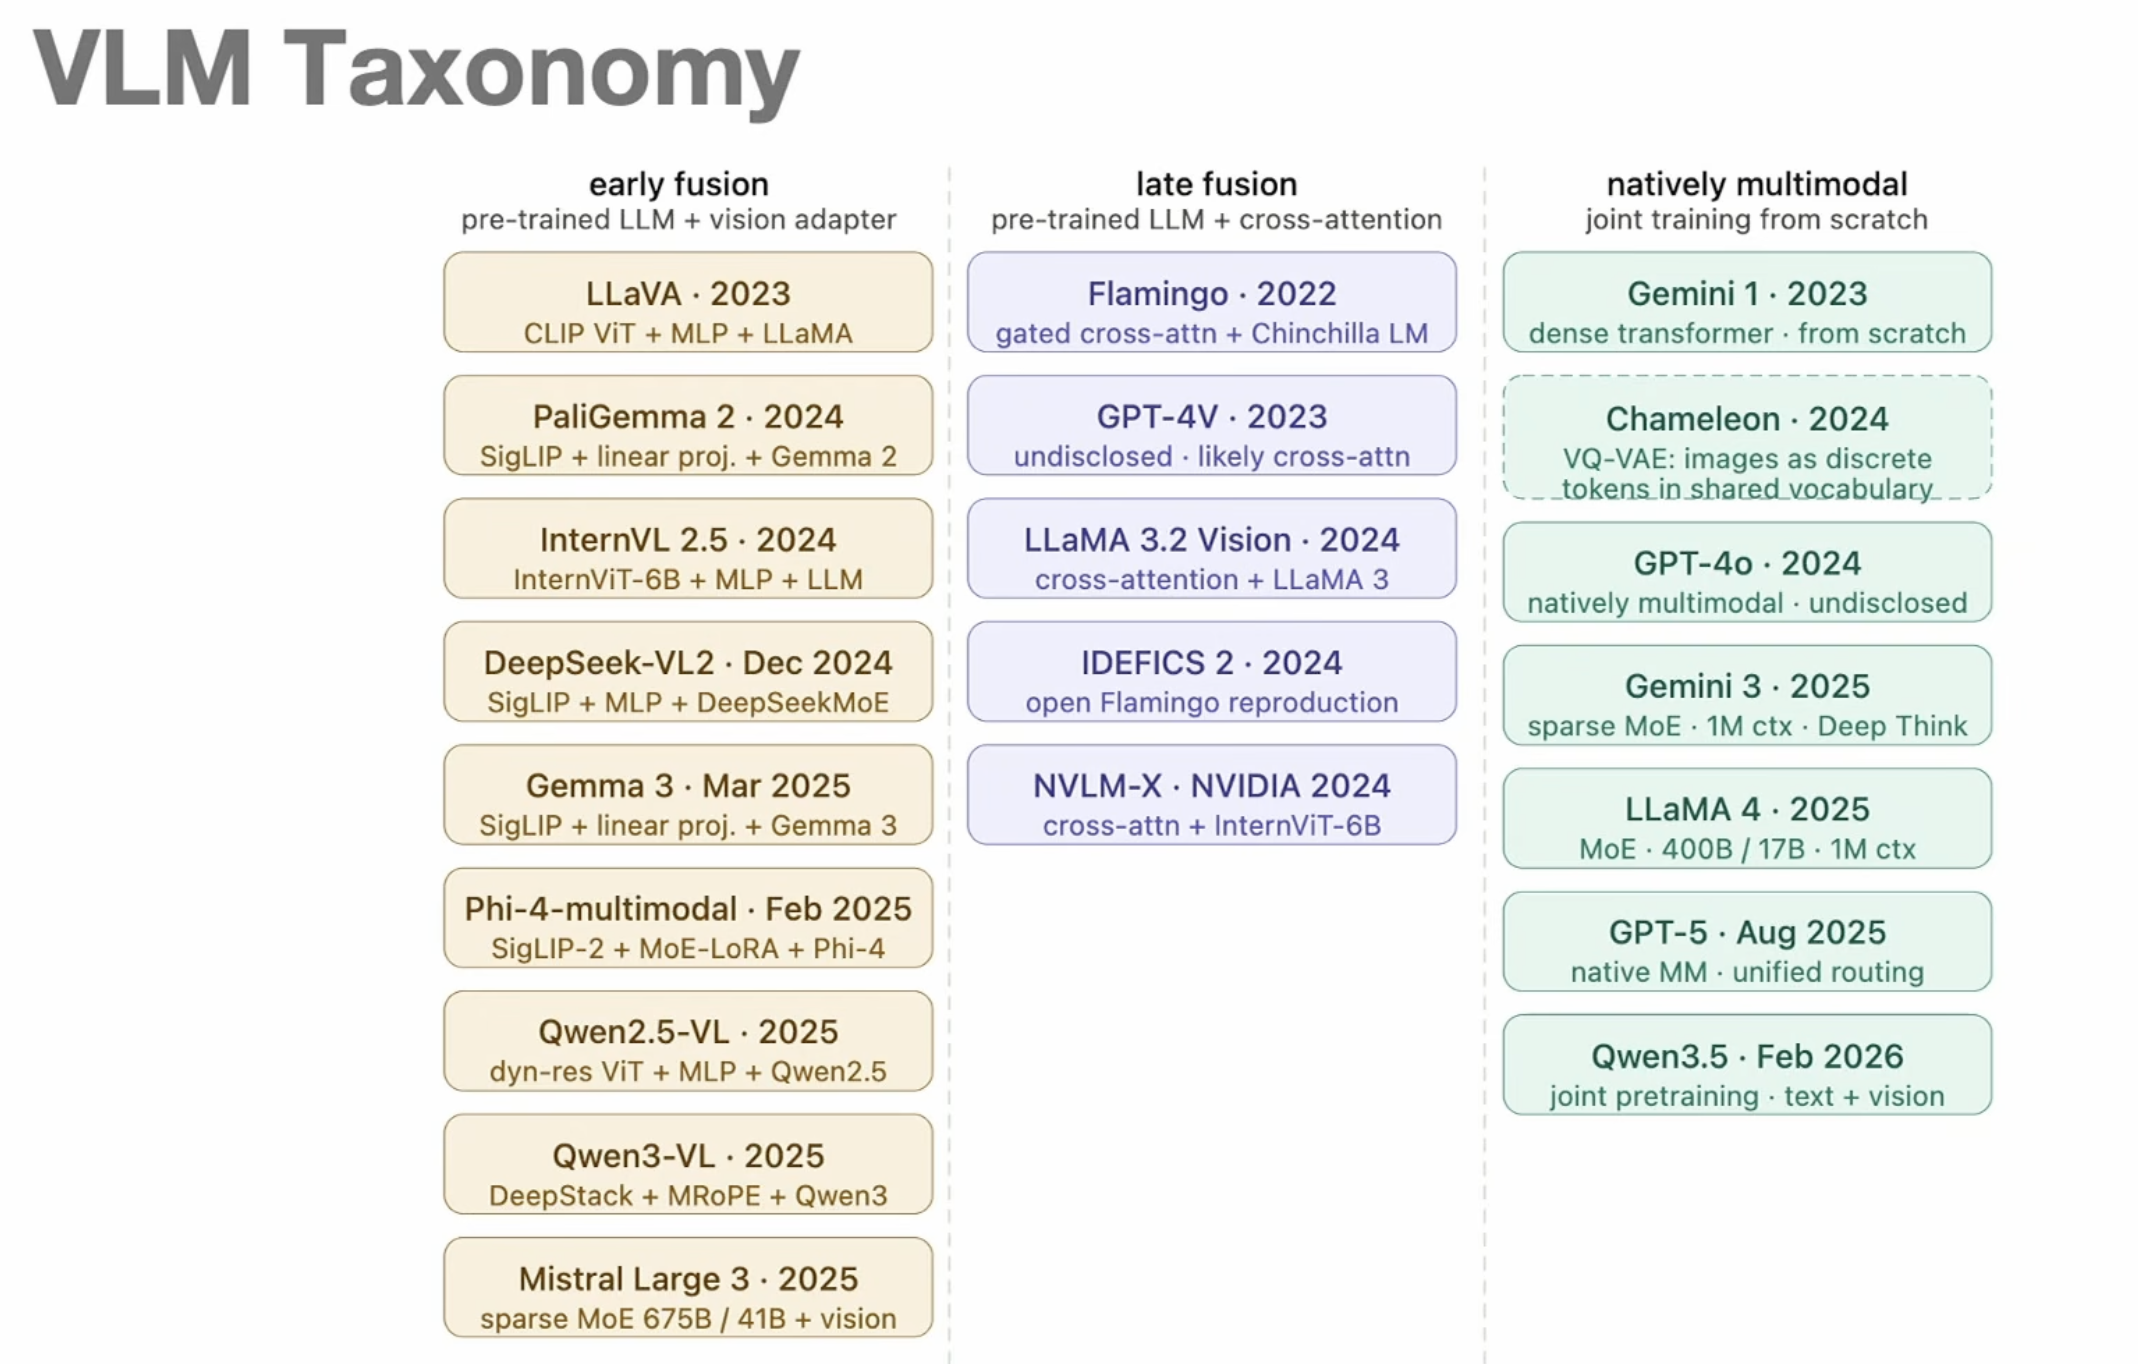 VLM Taxonomy
early fusion
pre-trained LLM + vision adapter
LLaVA · 2023
CLIP ViT + MLP + LLaMA
PaliGemma 2 · 2024
SigLIP + linear proj. + Gemma 2
InternVL 2.5 · 2024
InternViT-6B + MLP + LLM
DeepSeek-VL2 · Dec 2024
SigLIP + MLP + DeepSeekMoE
Gemma 3 · Mar 2025
SigLIP + linear proj. + Gemma 3
Phi-4-multimodal · Feb 2025
SigLIP-2 + MoE-LoRA + Phi-4
Qwen2.5-VL · 2025
dyn-res ViT + MLP + Qwen2.5
Qwen3-VL · 2025
DeepStack + MRoPE + Qwen3
Mistral Large 3 · 2025
sparse MoE 675B / 41B + vision
late fusion
pre-trained LLM + cross-attention
Flamingo · 2022
gated cross-attn + Chinchilla LM
GPT-4V · 2023
undisclosed · likely cross-attn
LLaMA 3.2 Vision · 2024
cross-attention + LLaMA 3
IDEFICS 2 · 2024
open Flamingo reproduction
NVLM-X · NVIDIA 2024
cross-attn + InternViT-6B
natively multimodal
joint training from scratch
Gemini 1 · 2023
dense transformer · from scratch
Chameleon · 2024
VQ-VAE: images as discrete
tokens in shared vocabulary
GPT-4o · 2024
natively multimodal · undisclosed
Gemini 3 · 2025
sparse MoE · 1M ctx · Deep Think
LLaMA 4 · 2025
MoE · 400B / 17B · 1M ctx
GPT-5 · Aug 2025
native MM · unified routing
Qwen3.5 · Feb 2026
joint pretraining · text + vision